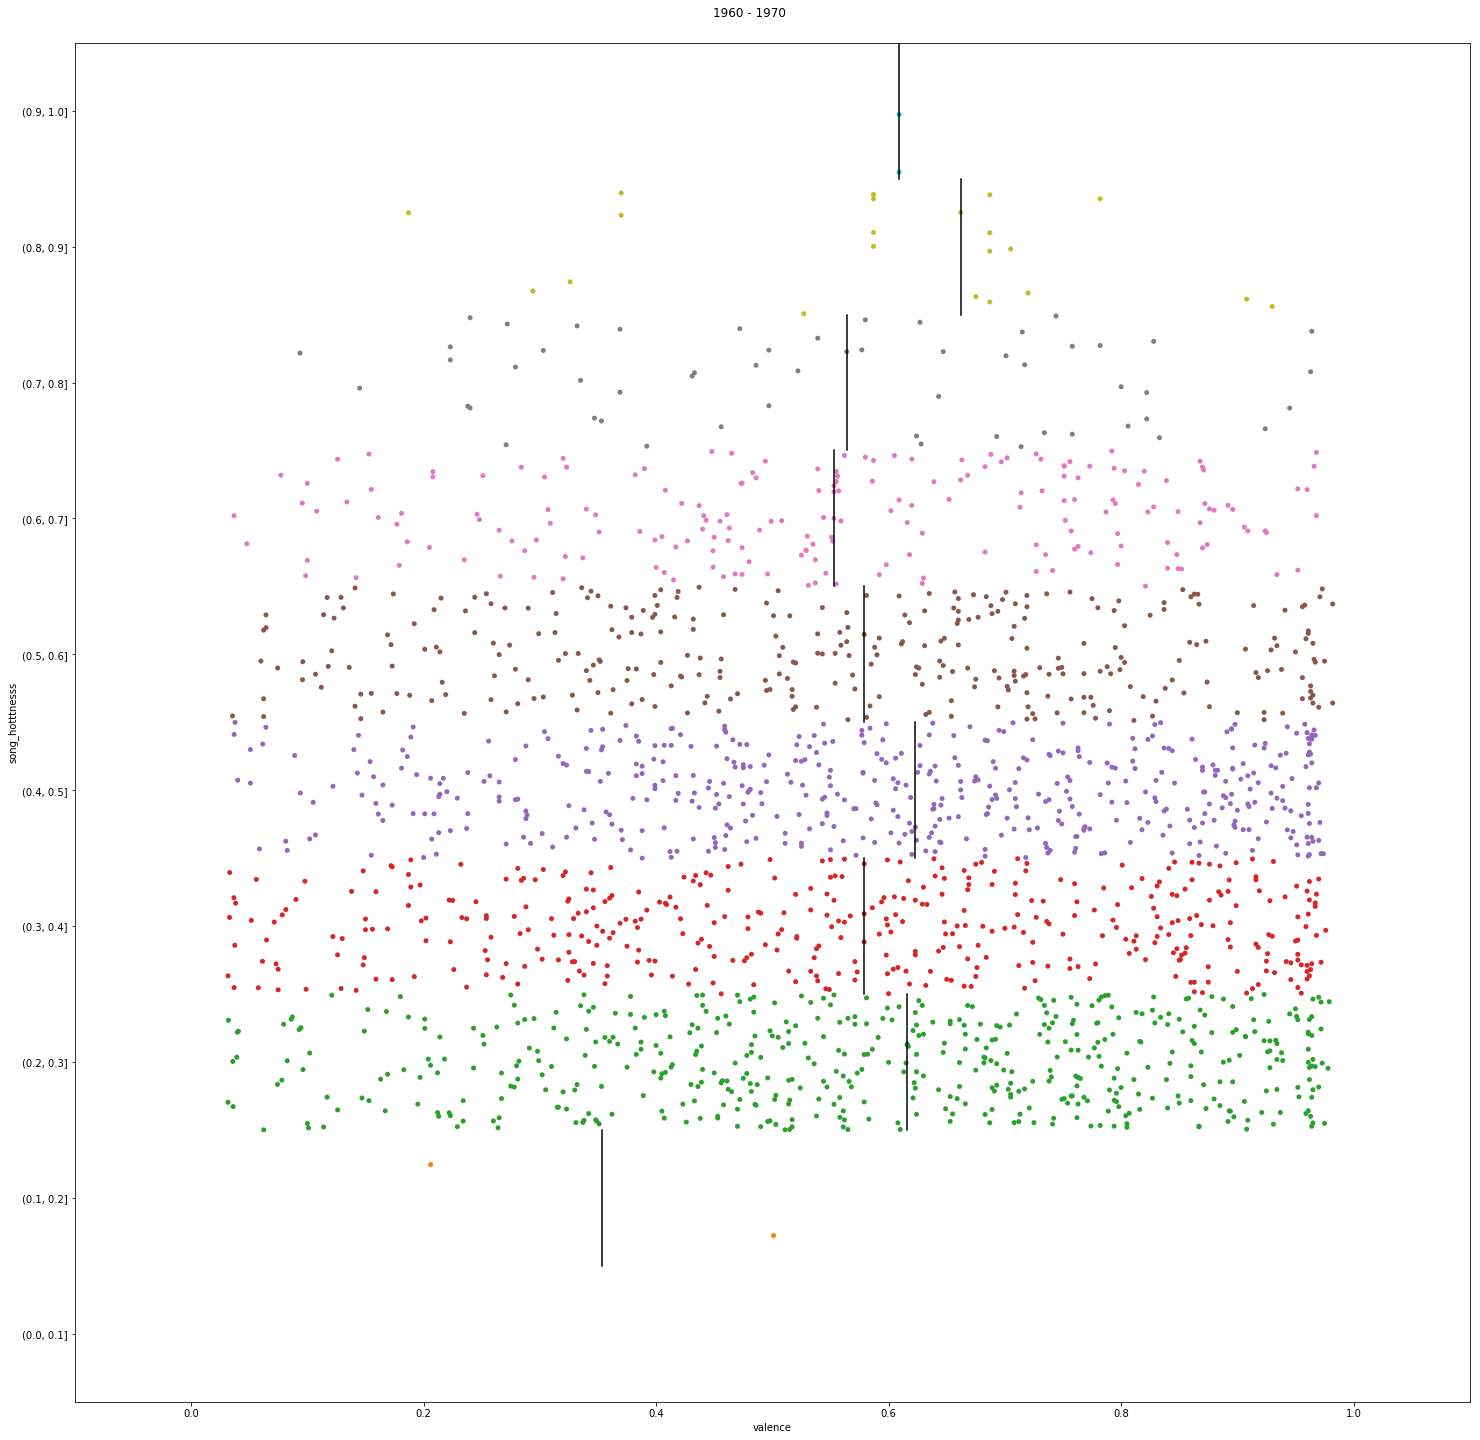 1960 - 1970
song_hotttnesss
(0.9, 1.0]
(0.8, 0.9]
(0.7, 0.8]
(0.6, 0.7]
(0.5, 0.6]
(0.4, 0.5]
(0.3, 0.4]
(0.2, 0.3]
(0.1, 0.2]
(0.0, 0.1]
0.0 0.2 0.4 0.6 0.8 1.0
valence